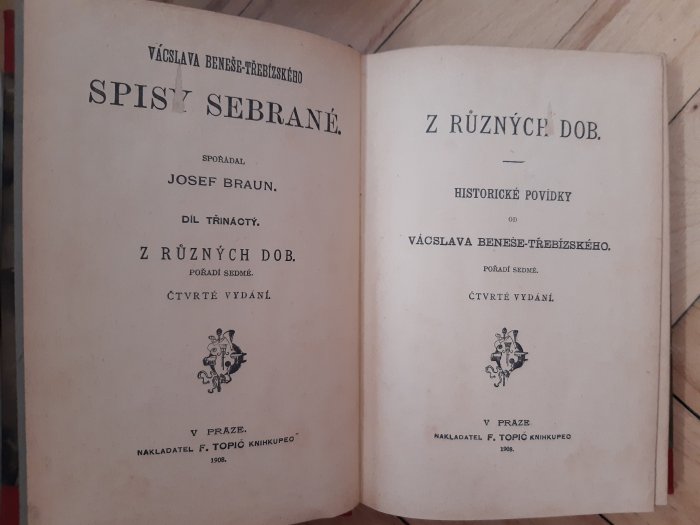 VÁCSLAVA BENEŠE-TŘEBÍZSKÉHO
SPISY SEBRANÉ.
SPOŘÁDAL
JOSEF BRAUN.
DÍL TŘINÁCTÝ.
Z RŮZNÝCH DOB.
POŘADÍ SEDMÉ.
ČTVRTÉ VYDÁNÍ.
V PRAZE.
NAKLADATEL F. TOPIČ KNIHKUPEC
1908.
Z RŮZNÝCH DOB.
HISTORICKÉ POVÍDKY
OD
VÁCSLAVA BENEŠE-TŘEBÍZSKÉHO.
POŘADÍ SEDMÉ.
ČTVRTÉ VYDÁNÍ.
V PRAZE
NAKLADATEL F. TOPIČ KNIHKUPEC
1908.